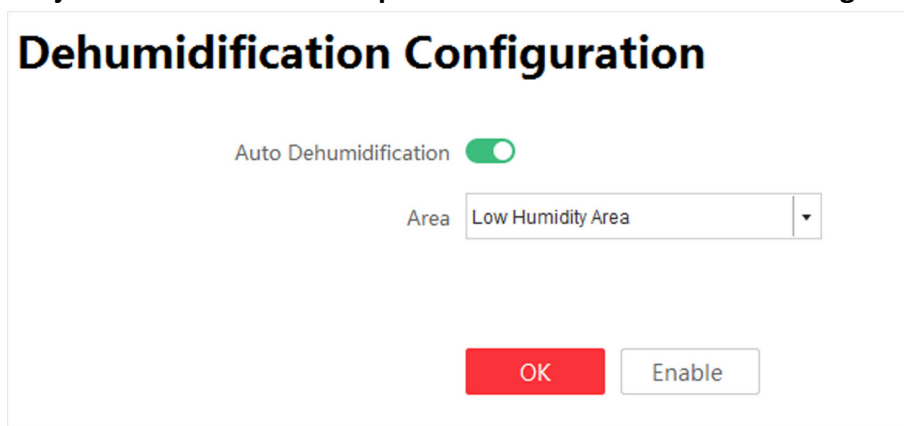 Dehumidification Configuration
Auto Dehumidification
Area Low Humidity Area
OK Enable